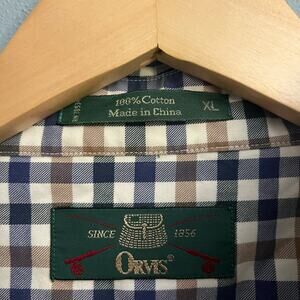 100% Cotton
Made in China
XL
SINCE 1856
ORVIS®